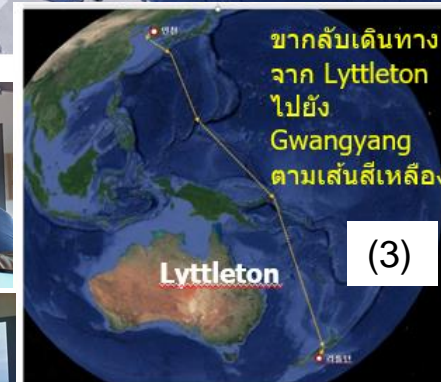 ขากลับเดินทาง
จาก Lyttleton
ไปยัง
Gwangyang
ตามเส้นสีเหลือง
(3)
Lyttleton